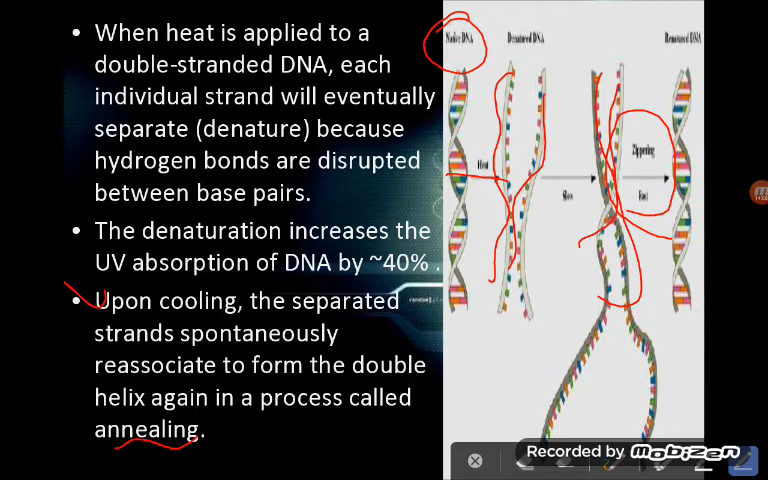 • When heat is applied to a
double-stranded DNA, each
individual strand will eventually
separate (denature) because
hydrogen bonds are disrupted
between base pairs.
• The denaturation increases the
UV absorption of DNA by ~40% .
• Upon cooling, the separated
strands spontaneously
reassociate to form the double
helix again in a process called
annealing.
Native DNA
Denatured DNA
Renatured DNA
Heat
Slow
Zippering
Fast
Recorded by MOBIZEN